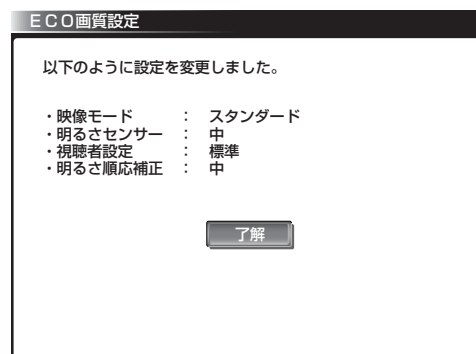 ＥＣＯ画質設定
以下のように設定を変更しました。
・映像モード　：　スタンダード
・明るさセンサー　：　中
・視聴者設定　：　標準
・明るさ順応補正　：　中
了解